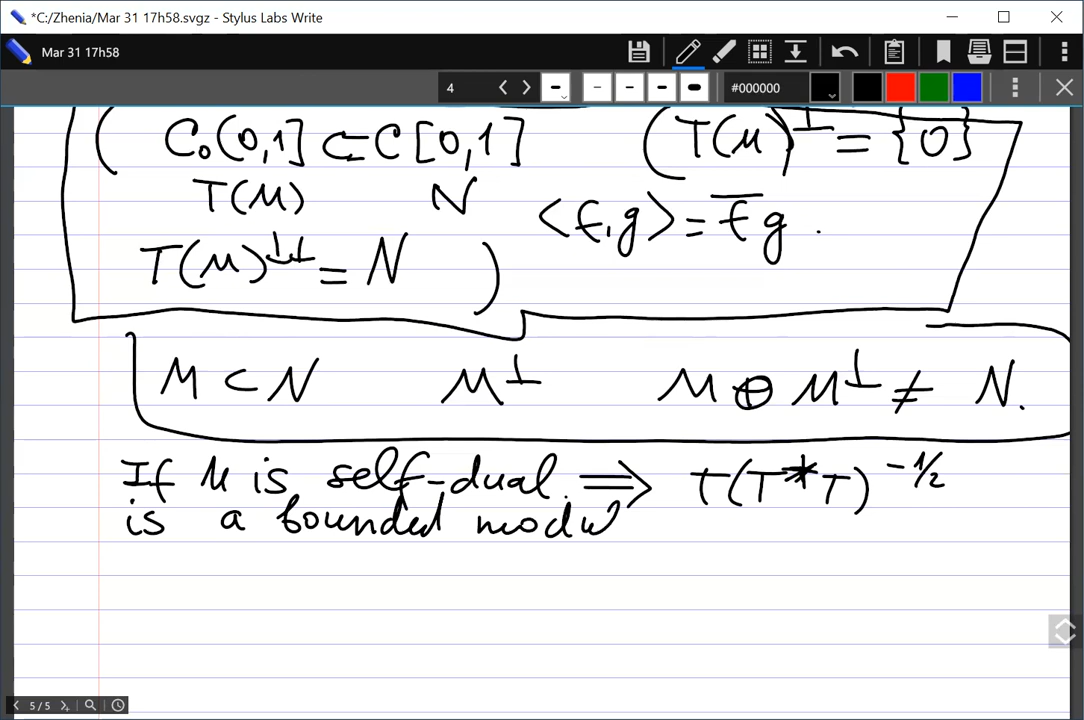 *C:/Zhenia/Mar 31 17h58.svgz - Stylus Labs Write
Mar 31 17h58
4 #000000
( C₀(0,1] ⊂ C[0,1] (T(M))^⊥ = {0}
T(M) N <f,g> = f̅g.
T(M)^⊥⊥ = N )
M ⊂ N M^⊥ M ⊕ M^⊥ ≠ N.
If M is self-dual. ⟹ T(T*T)^-1/2
is a bounded modu
5/5